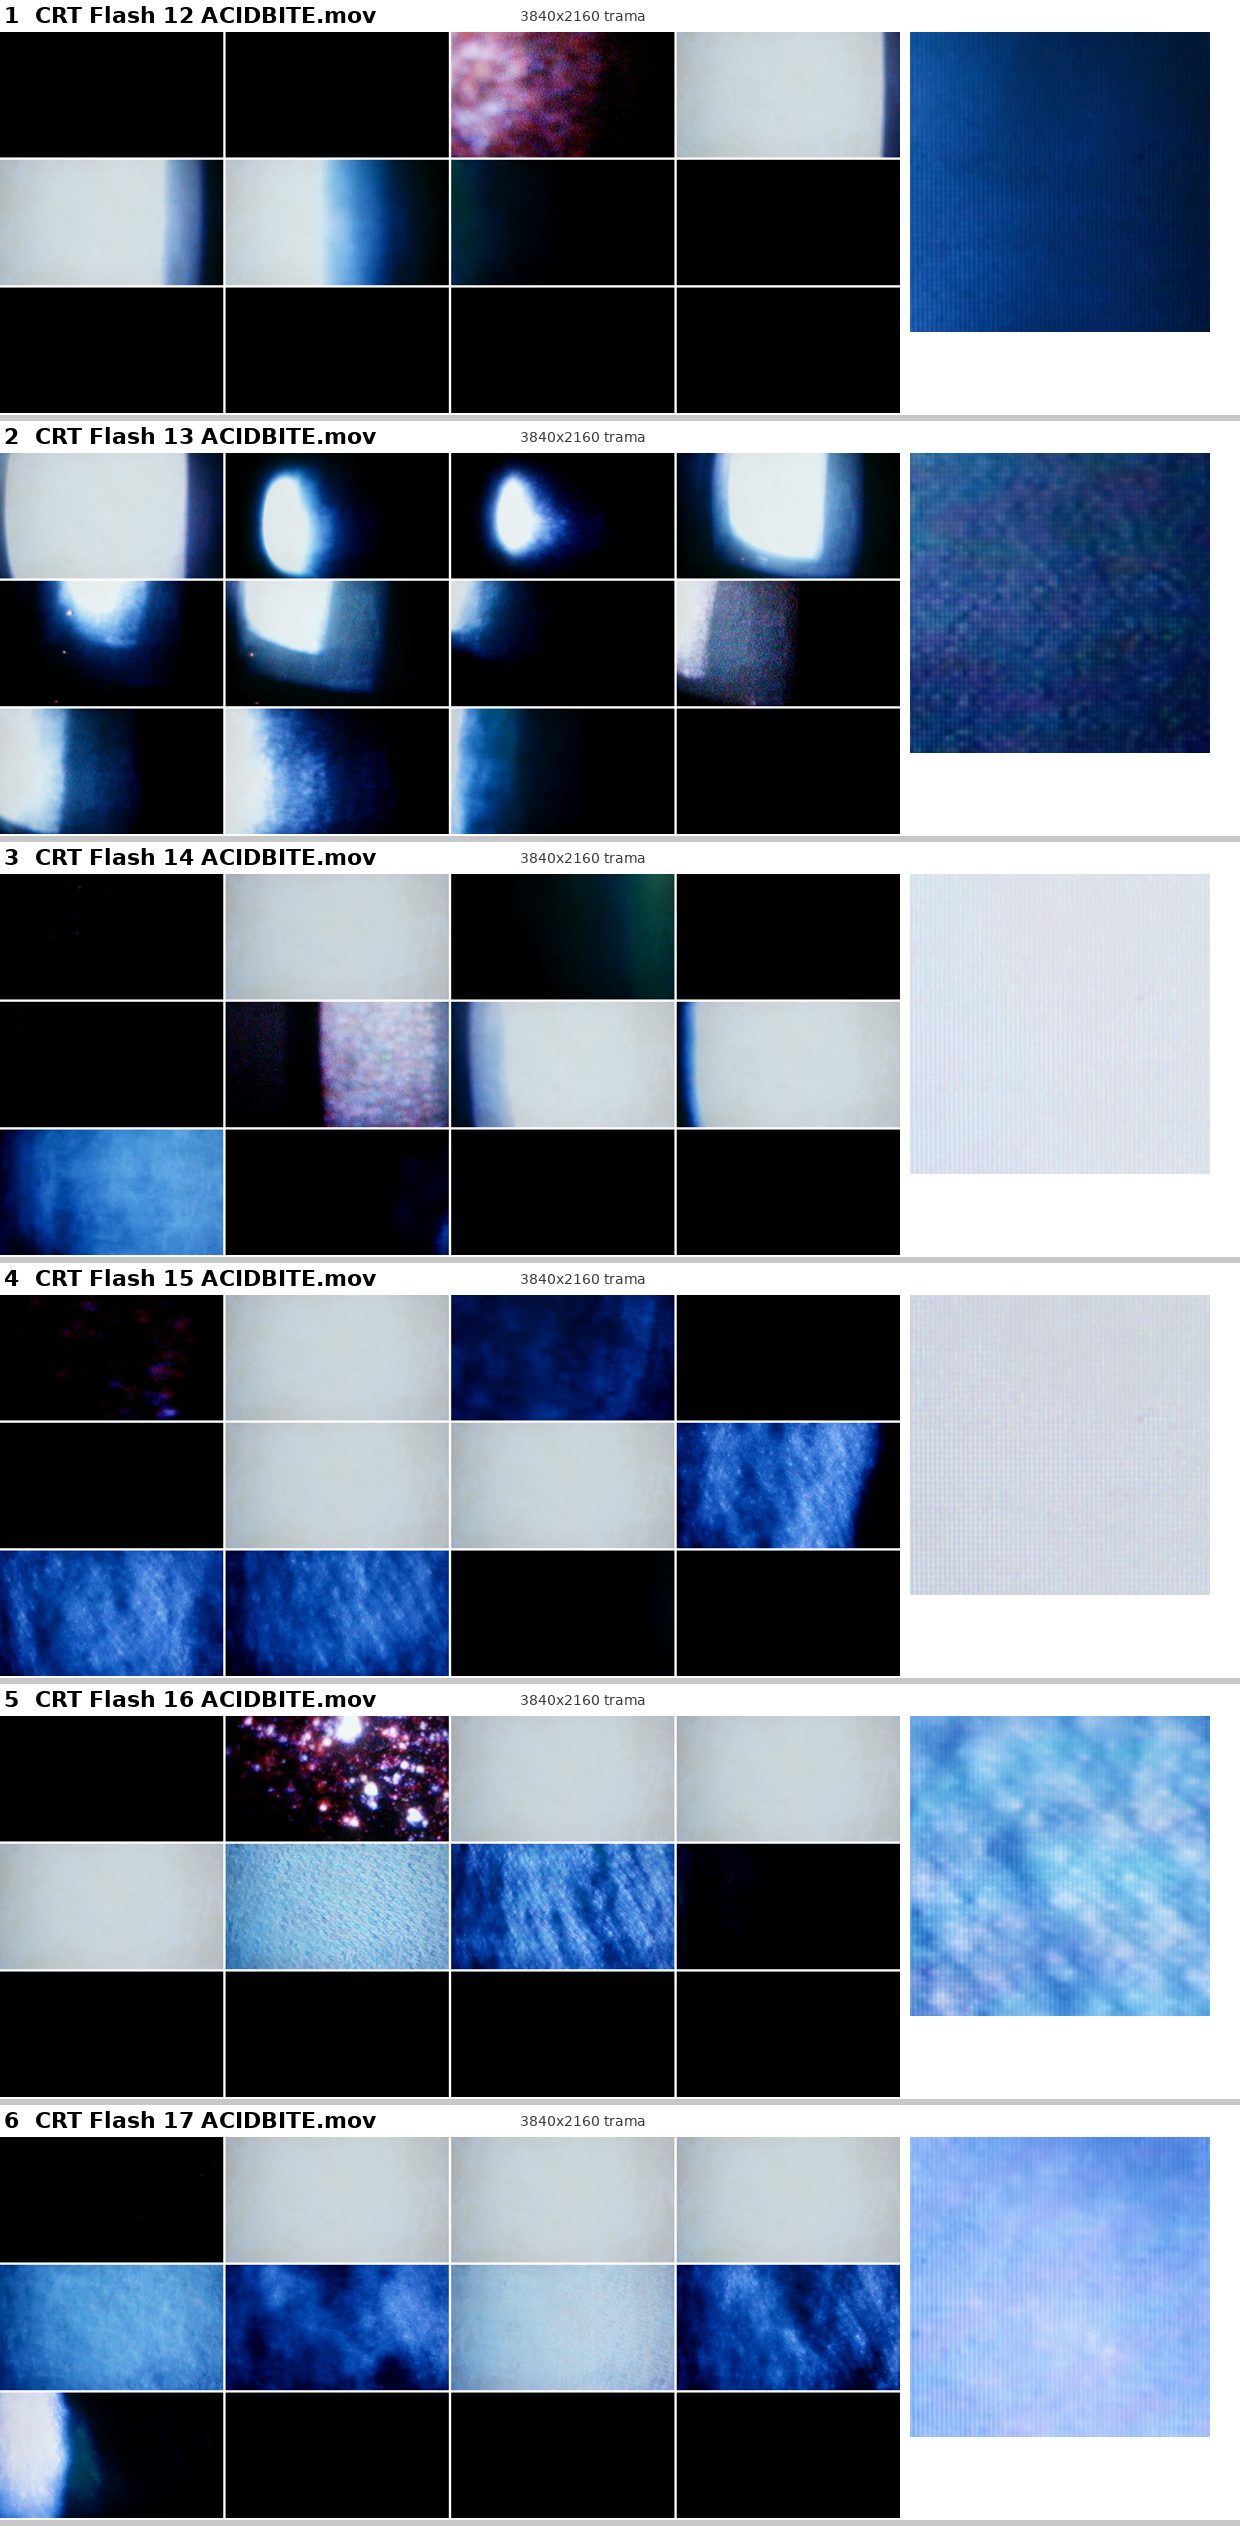 1 CRT Flash 12 ACIDBITE.mov 3840x2160 trama
2 CRT Flash 13 ACIDBITE.mov 3840x2160 trama
3 CRT Flash 14 ACIDBITE.mov 3840x2160 trama
4 CRT Flash 15 ACIDBITE.mov 3840x2160 trama
5 CRT Flash 16 ACIDBITE.mov 3840x2160 trama
6 CRT Flash 17 ACIDBITE.mov 3840x2160 trama